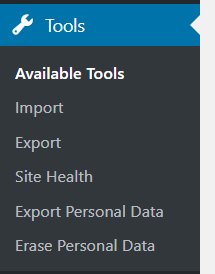 Tools
Available Tools
Import
Export
Site Health
Export Personal Data
Erase Personal Data